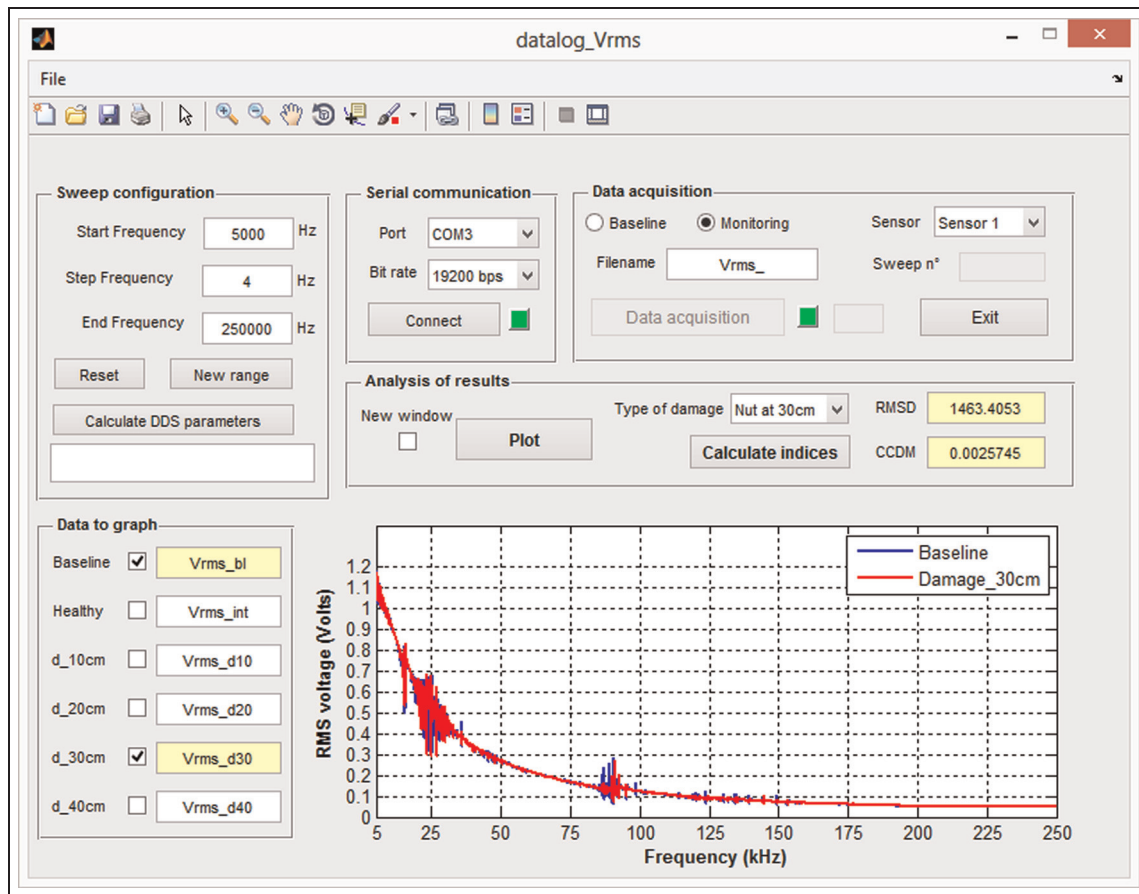 datalog_Vrms
File
Sweep configuration
Start Frequency 5000 Hz
Step Frequency 4 Hz
End Frequency 250000 Hz
Reset New range
Calculate DDS parameters
Serial communication
Port COM3
Bit rate 19200 bps
Connect
Data acquisition
Baseline Monitoring Sensor Sensor 1
Filename Vrms_ Sweep n°
Data acquisition Exit
Analysis of results
New window Plot Type of damage Nut at 30cm RMSD 1463.4053
Calculate indices CCDM 0.0025745
Data to graph
Baseline Vrms_bl
Healthy Vrms_int
d_10cm Vrms_d10
d_20cm Vrms_d20
d_30cm Vrms_d30
d_40cm Vrms_d40
Baseline
Damage_30cm
RMS voltage (Volts)
1.2
1.1
1
0.9
0.8
0.7
0.6
0.5
0.4
0.3
0.2
0.1
0
5 25 50 75 100 125 150 175 200 225 250
Frequency (kHz)